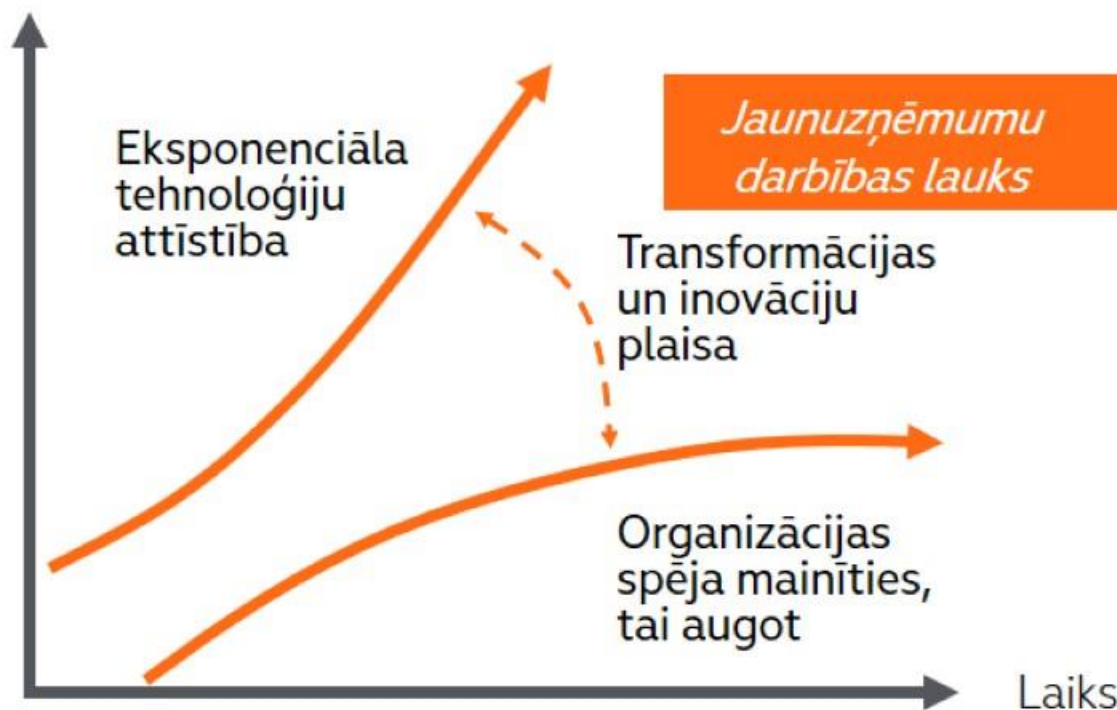 Eksponenciāla
tehnoloģiju
attīstība
Jaunuzņēmumu
darbības lauks
Transformācijas
un inovāciju
plaisa
Organizācijas
spēja mainīties,
tai augot
Laiks